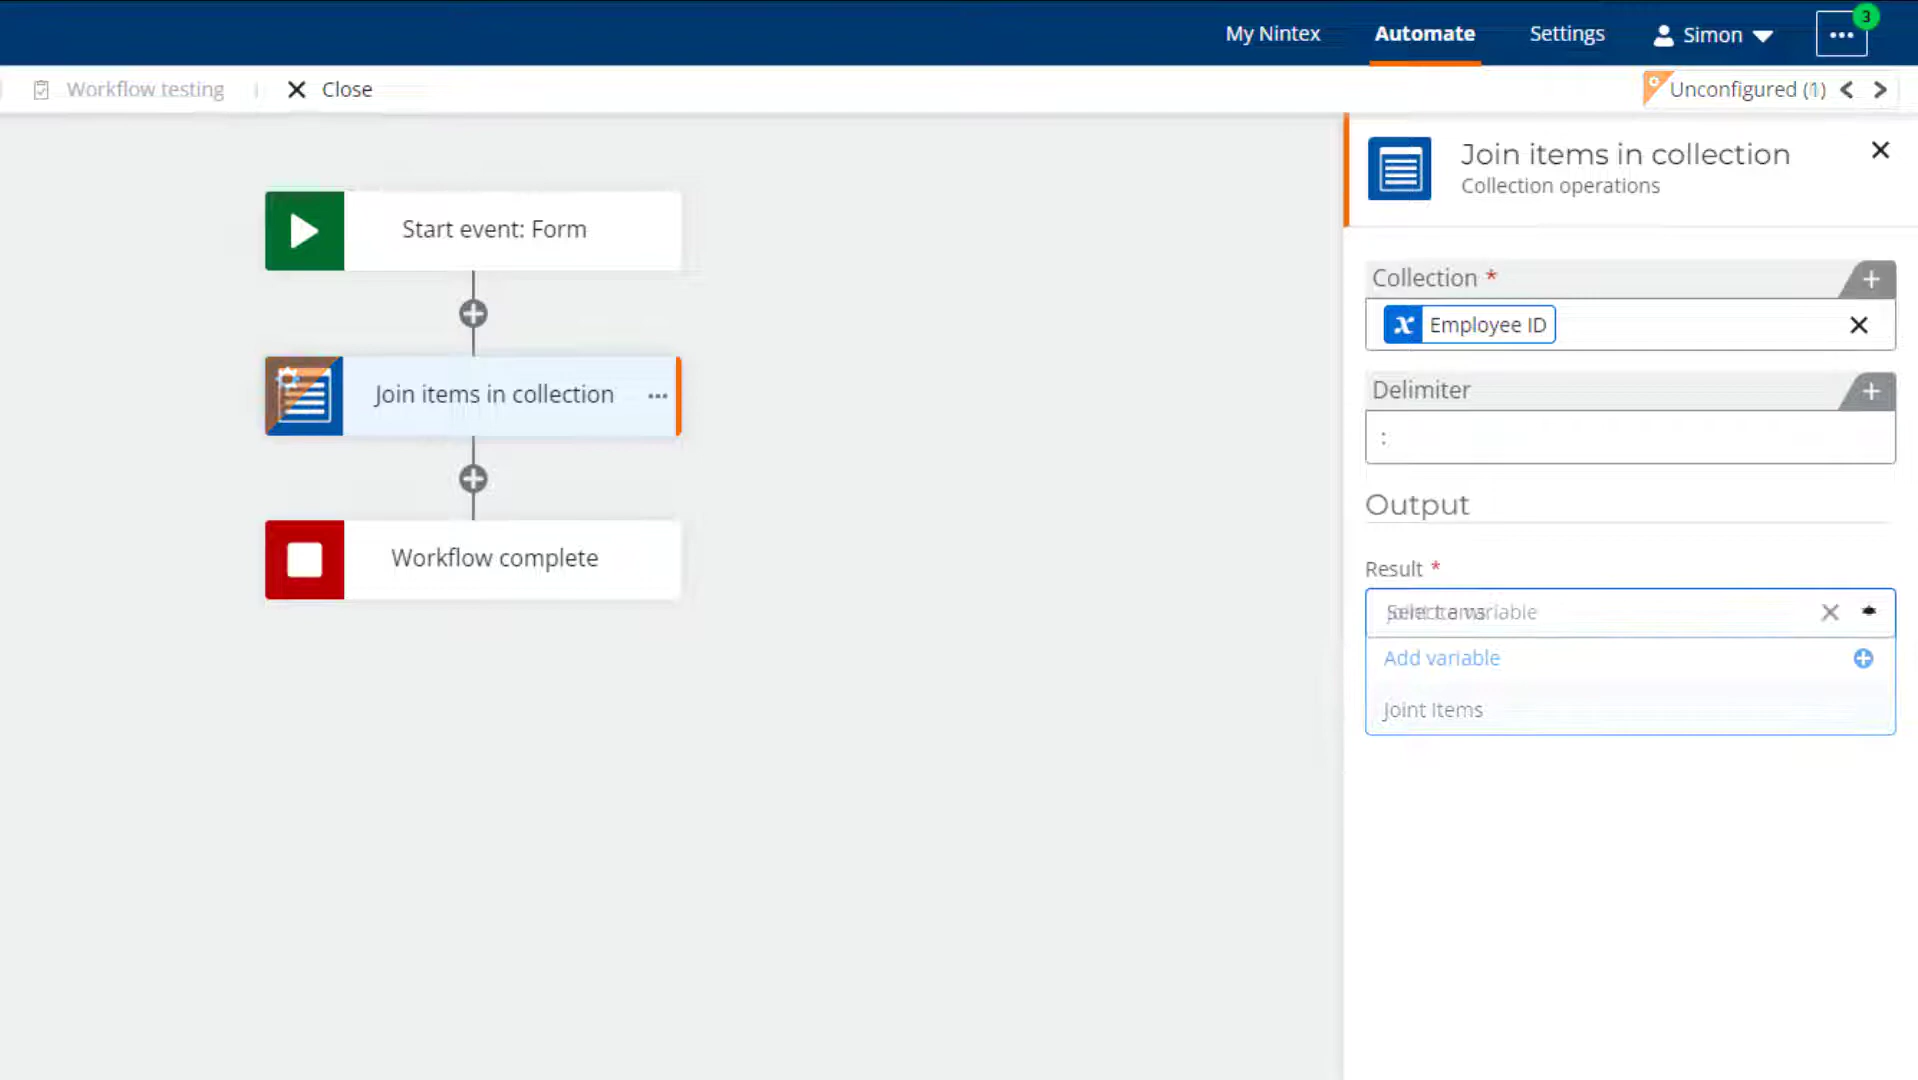 My Nintex
Automate
Settings
Simon
3
Workflow testing
Close
Unconfigured (1)
Join items in collection
Collection operations
Start event: Form
Collection *
Employee ID
Join items in collection
Delimiter
:
Output
Workflow complete
Result *
Add variable
Joint Items